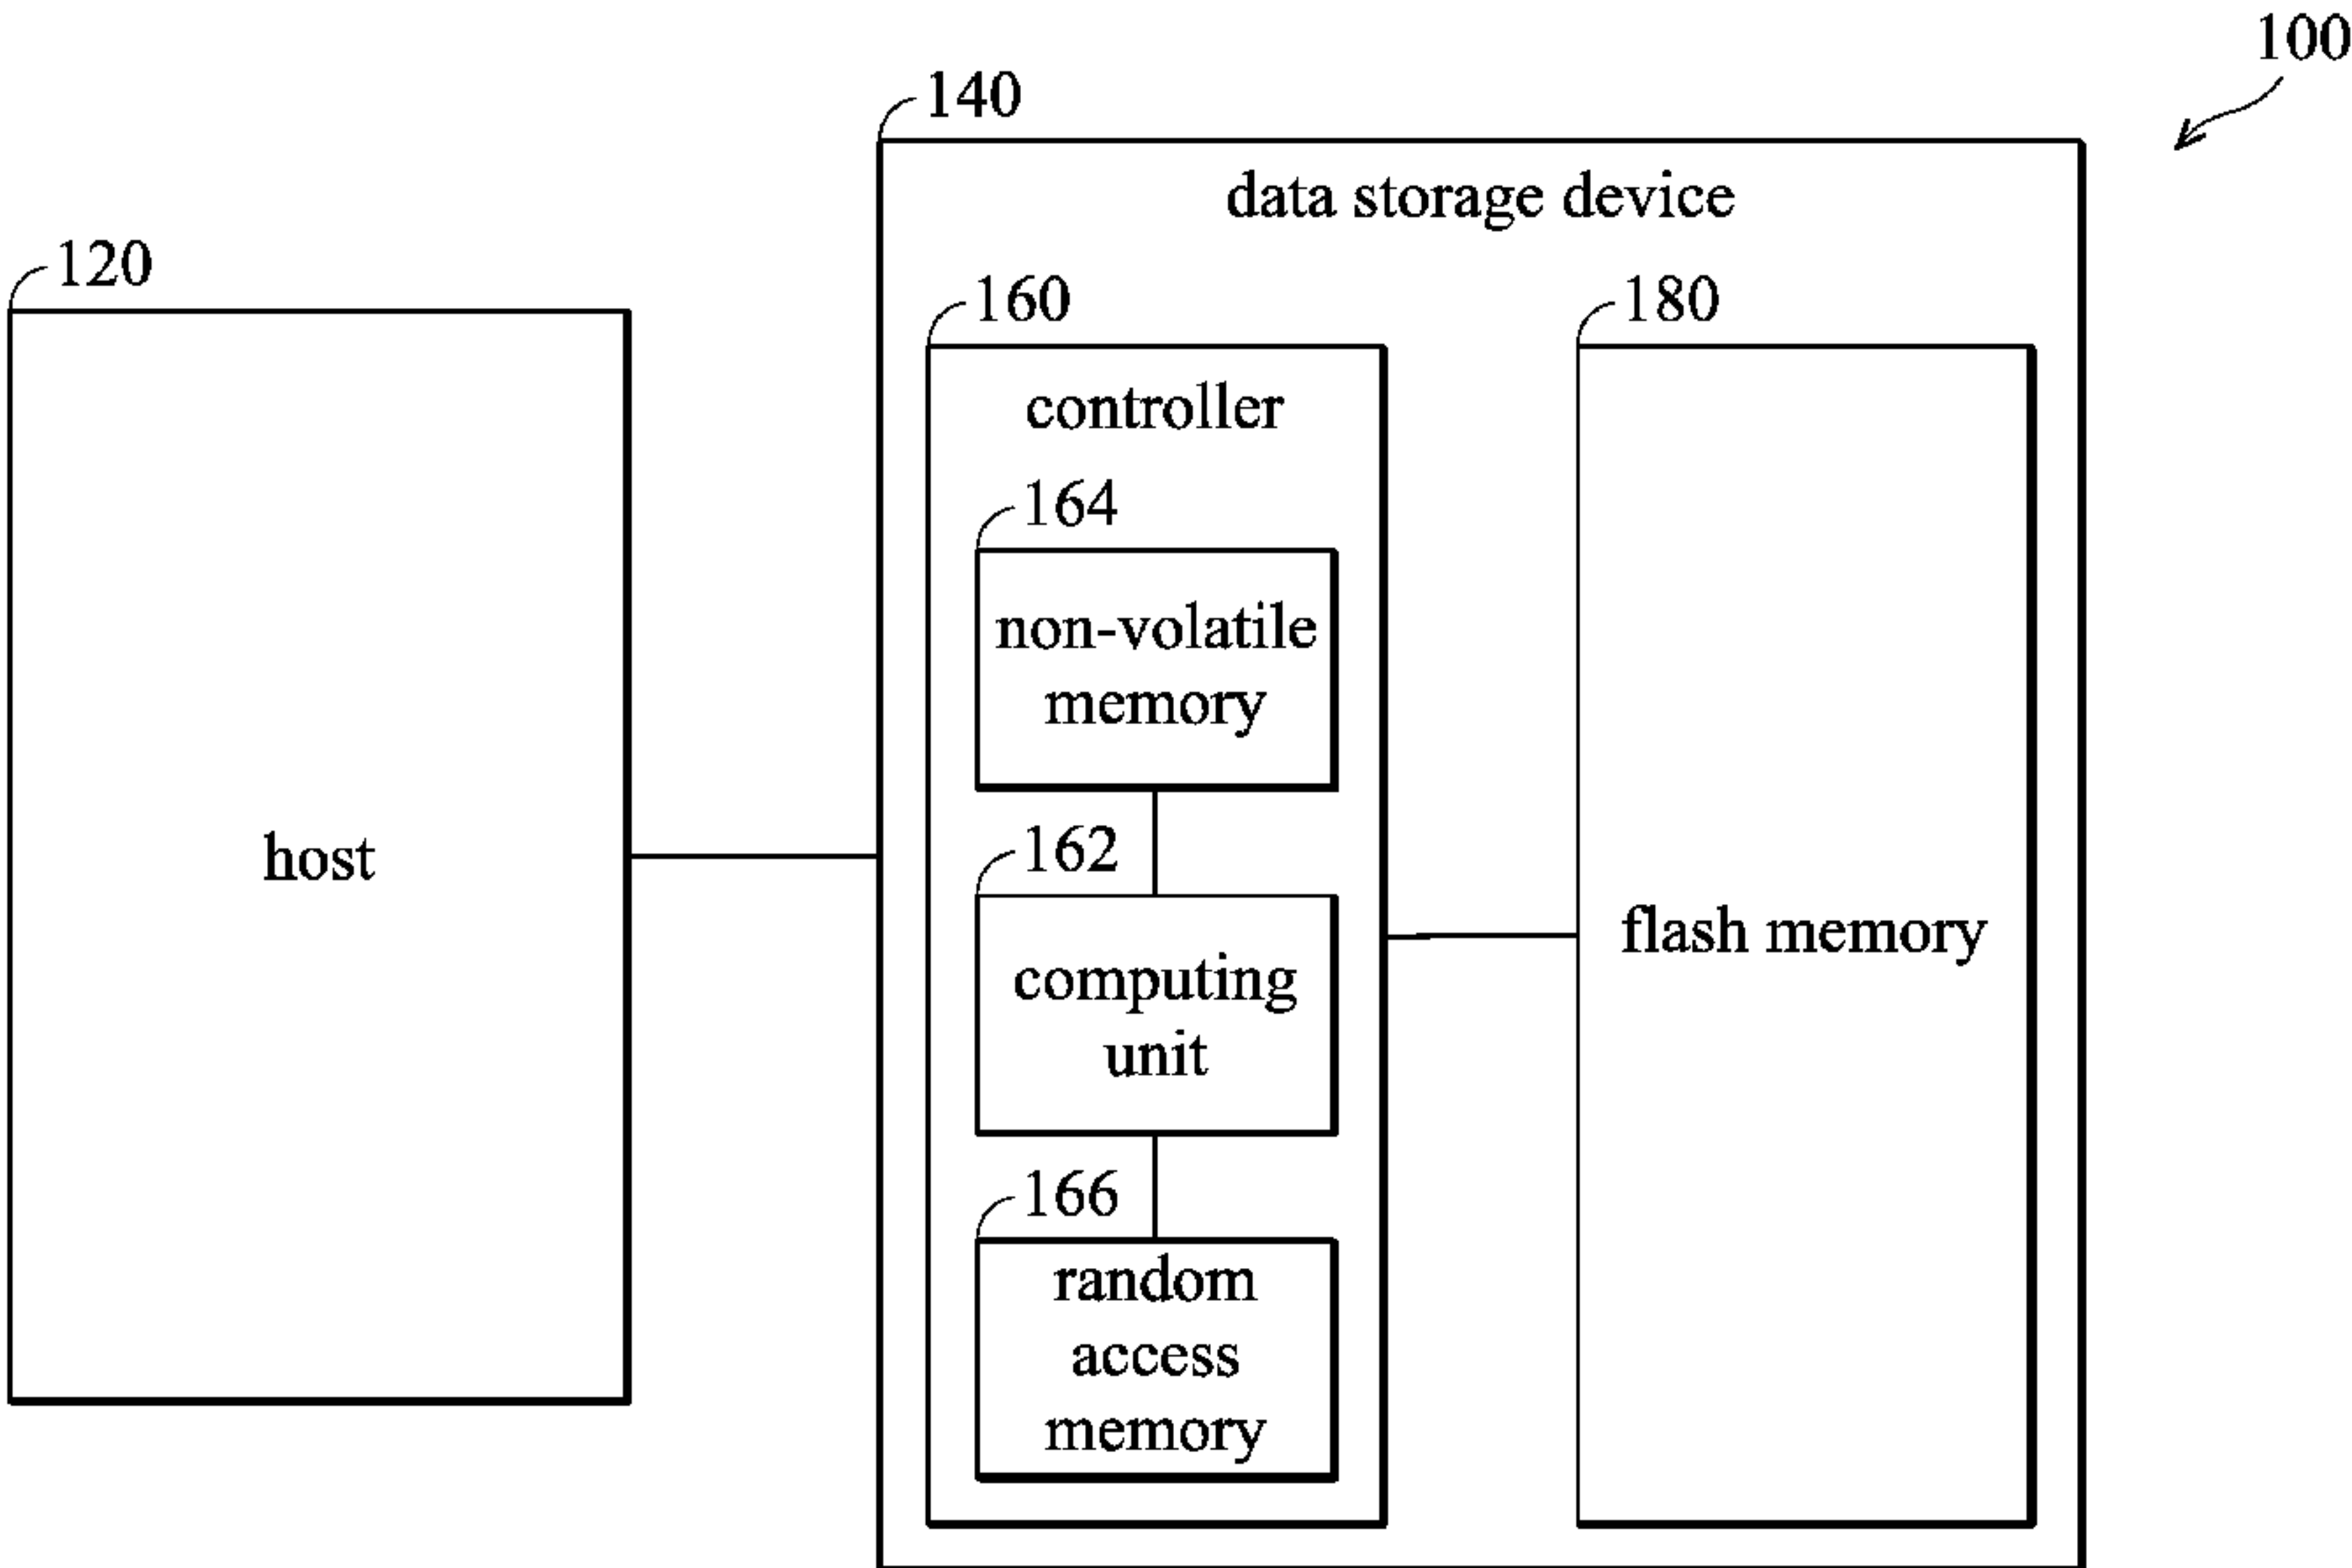 100
140
data storage device
120
host
160
controller
164
non-volatile
memory
162
computing
unit
166
random
access
memory
180
flash memory